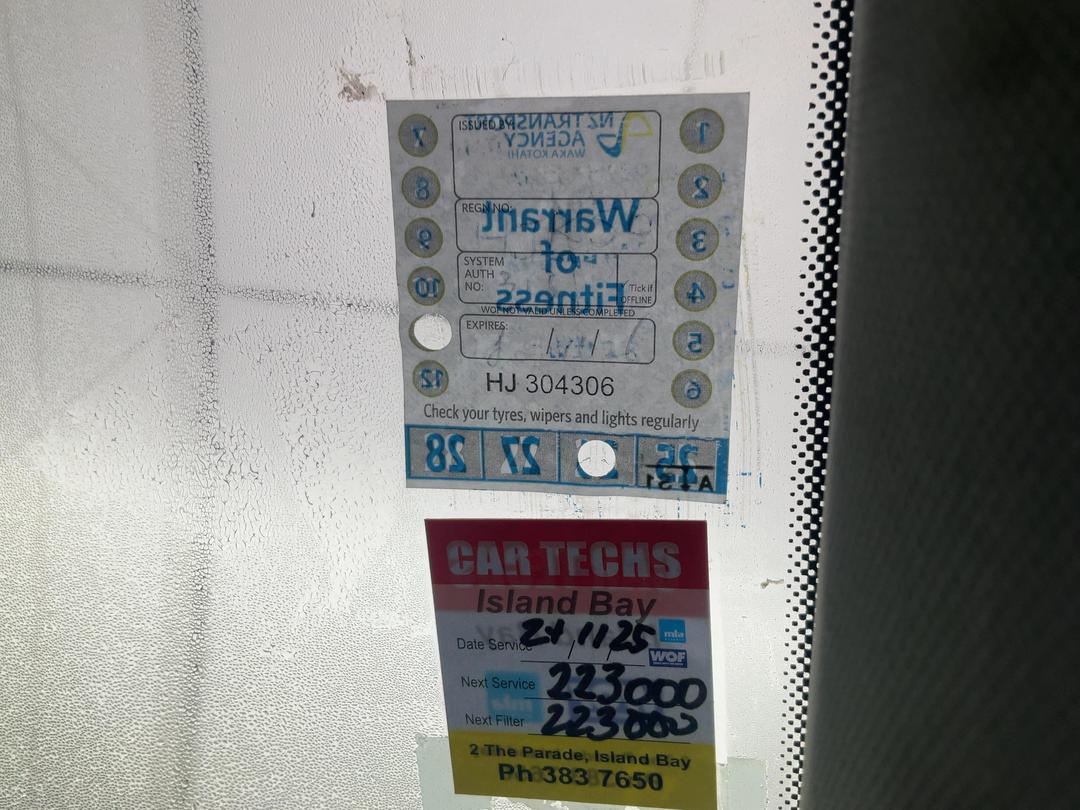 ISSUED BY:
NZ TRANSPORT
AGENCY
WAKA KOTAHI
7 1
8 2
REGN NO:
Warrant
9 3
SYSTEM
AUTH
NO:
of
Tick if
OFFLINE
10 4
Fitness
WOF NOT VALID UNLESS COMPLETED
EXPIRES:
5
12 6
HJ 304306
Check your tyres, wipers and lights regularly
28 27 25
CAR TECHS
Island Bay
mta
Date Service 24/11/25
WOF
Next Service 223000
Next Filter 223000
2 The Parade, Island Bay
Ph 383 7650